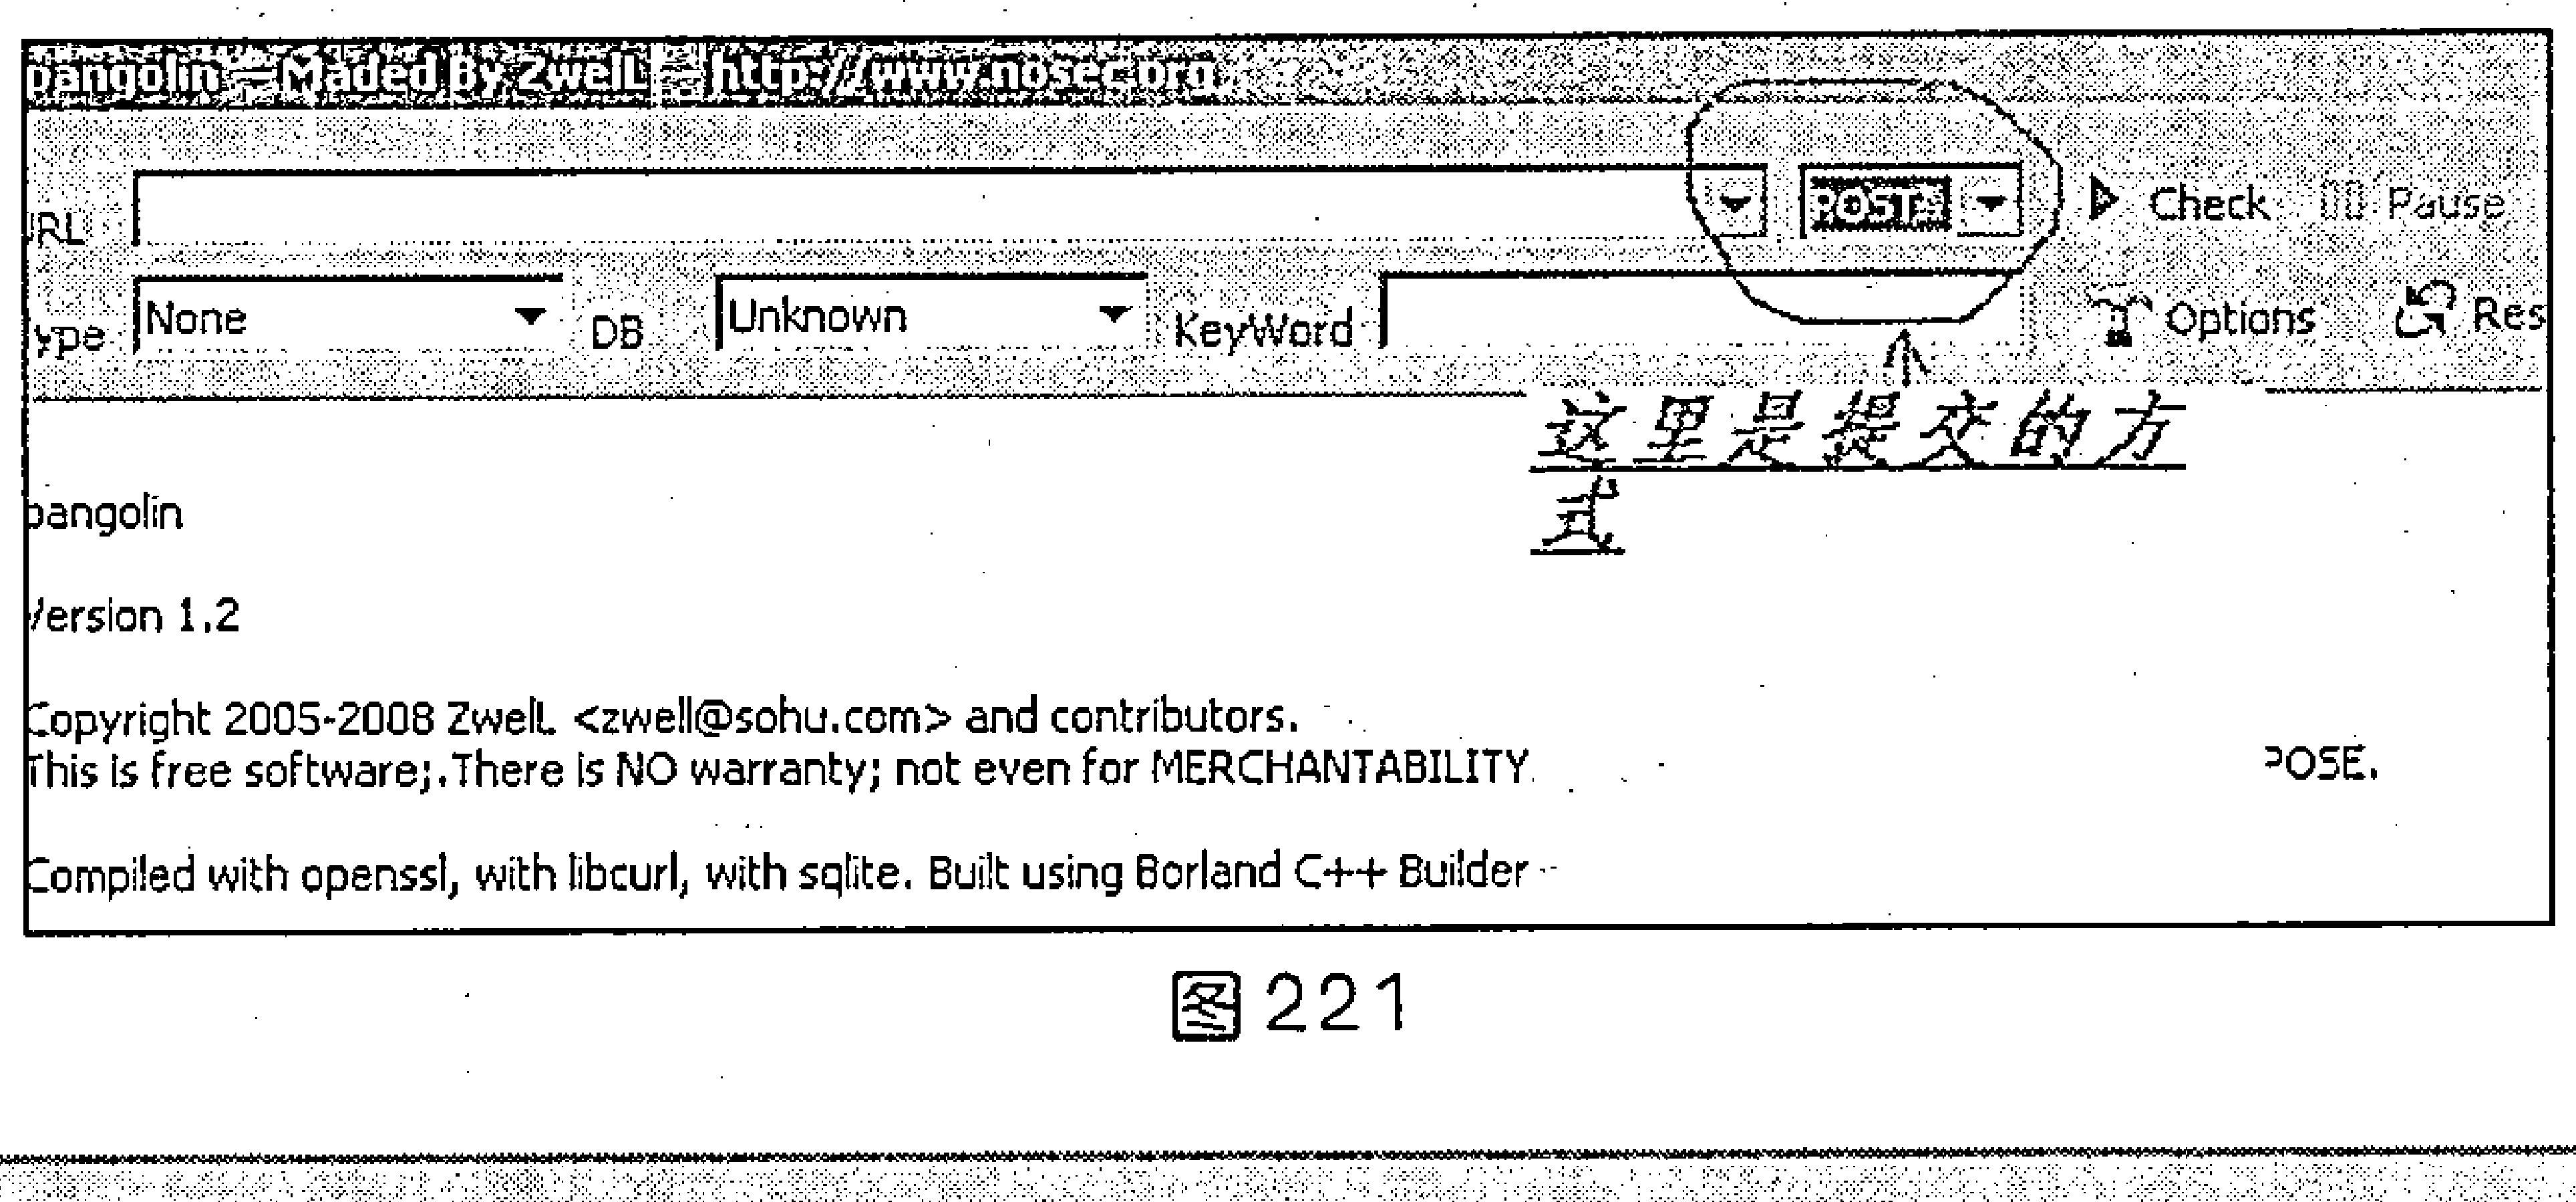 pangolin - Maded By ZwelL - http://www.nosec.org
URL POST Check Pause
ype None DB Unknown KeyWord Options Res
这里是提交的方
式
pangolin
Version 1.2
Copyright 2005-2008 ZwelL <zwell@sohu.com> and contributors.
This is free software;.There is NO warranty; not even for MERCHANTABILITY POSE.
Compiled with openssl, with libcurl, with sqlite. Built using Borland C++ Builder
图221